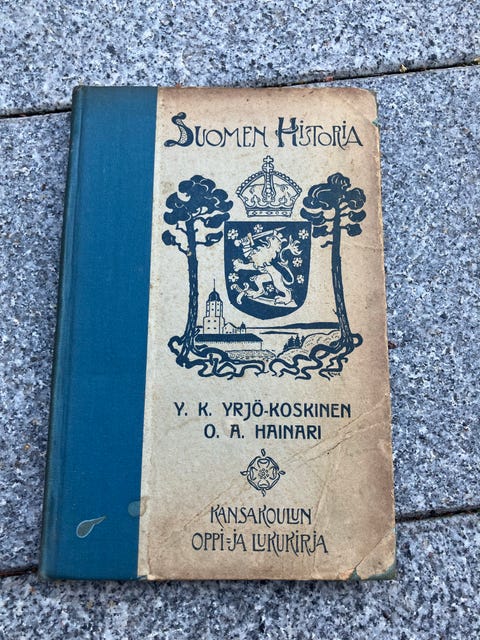 SUOMEN HISTORIA
Y. K. YRJÖ-KOSKINEN
O. A. HAINARI
KANSAKOULUN
OPPI-JA LUKUKIRJA